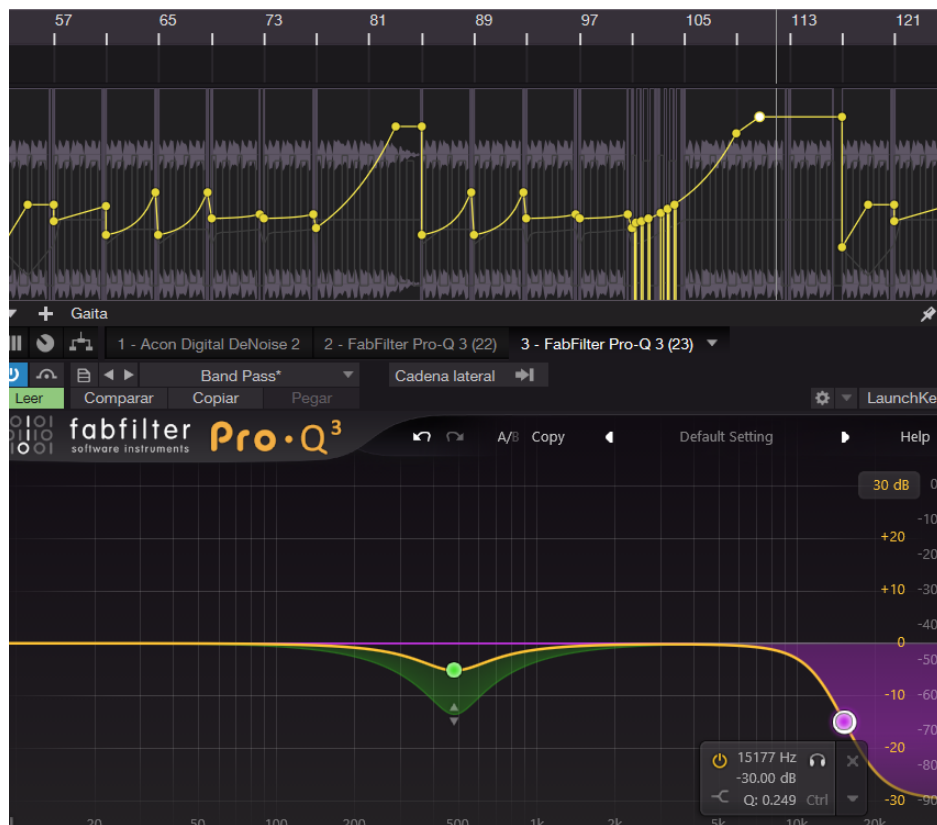 57 65 73 81 89 97 105 113 121
Gaita
1 - Acon Digital DeNoise 2 2 - FabFilter Pro-Q 3 (22) 3 - FabFilter Pro-Q 3 (23)
Band Pass* Cadena lateral
Leer Comparar Copiar Pegar LaunchKe
fabfilter Pro·Q3 A/B Copy Default Setting Help
software instruments
30 dB 0
-10
+20
-20
+10 -30
-40
0
-50
-10 -60
-70
-20
-80
-30 -90
15177 Hz
-30.00 dB
Q: 0.249 Ctrl
20 50 100 200 500 1k 2k 5k 10k 20k